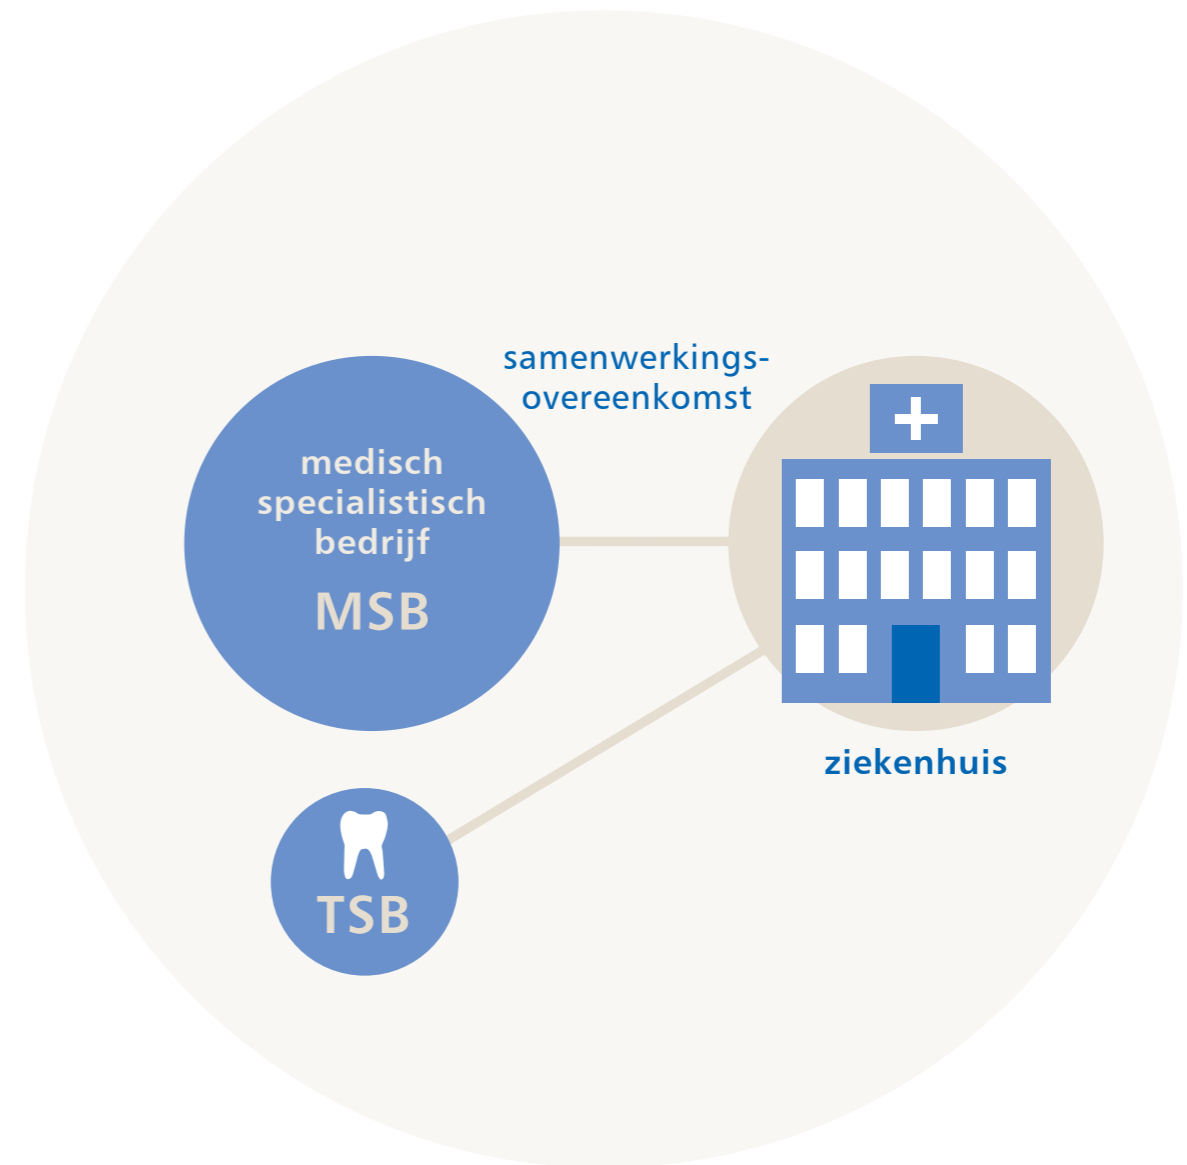 samenwerkings-
overeenkomst
medisch
specialistisch
bedrijf
MSB
ziekenhuis
TSB